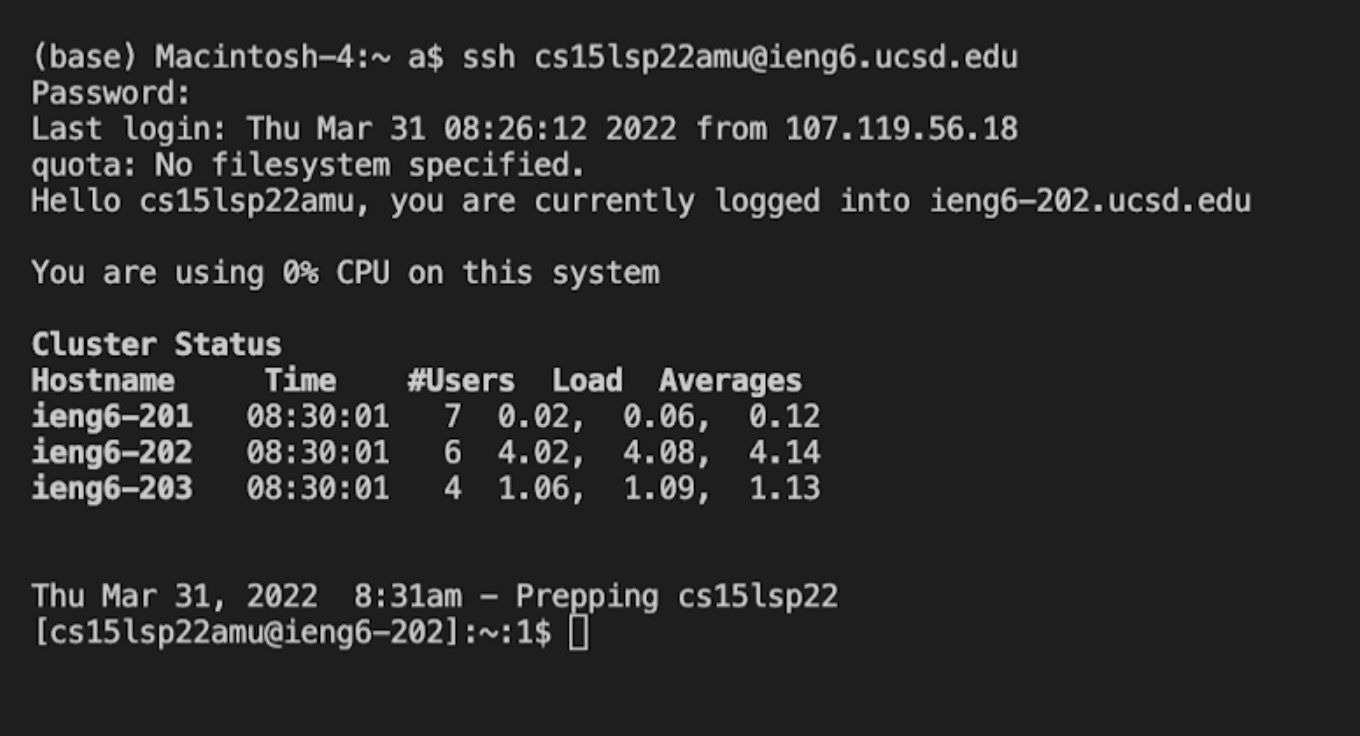 (base) Macintosh-4:~ a$ ssh cs15lsp22amu@ieng6.ucsd.edu
Password:
Last login: Thu Mar 31 08:26:12 2022 from 107.119.56.18
quota: No filesystem specified.
Hello cs15lsp22amu, you are currently logged into ieng6-202.ucsd.edu
You are using 0% CPU on this system
Cluster Status
Hostname     Time    #Users  Load  Averages
ieng6-201   08:30:01   7  0.02,  0.06,  0.12
ieng6-202   08:30:01   6  4.02,  4.08,  4.14
ieng6-203   08:30:01   4  1.06,  1.09,  1.13
Thu Mar 31, 2022  8:31am - Prepping cs15lsp22
[cs15lsp22amu@ieng6-202]:~:1$